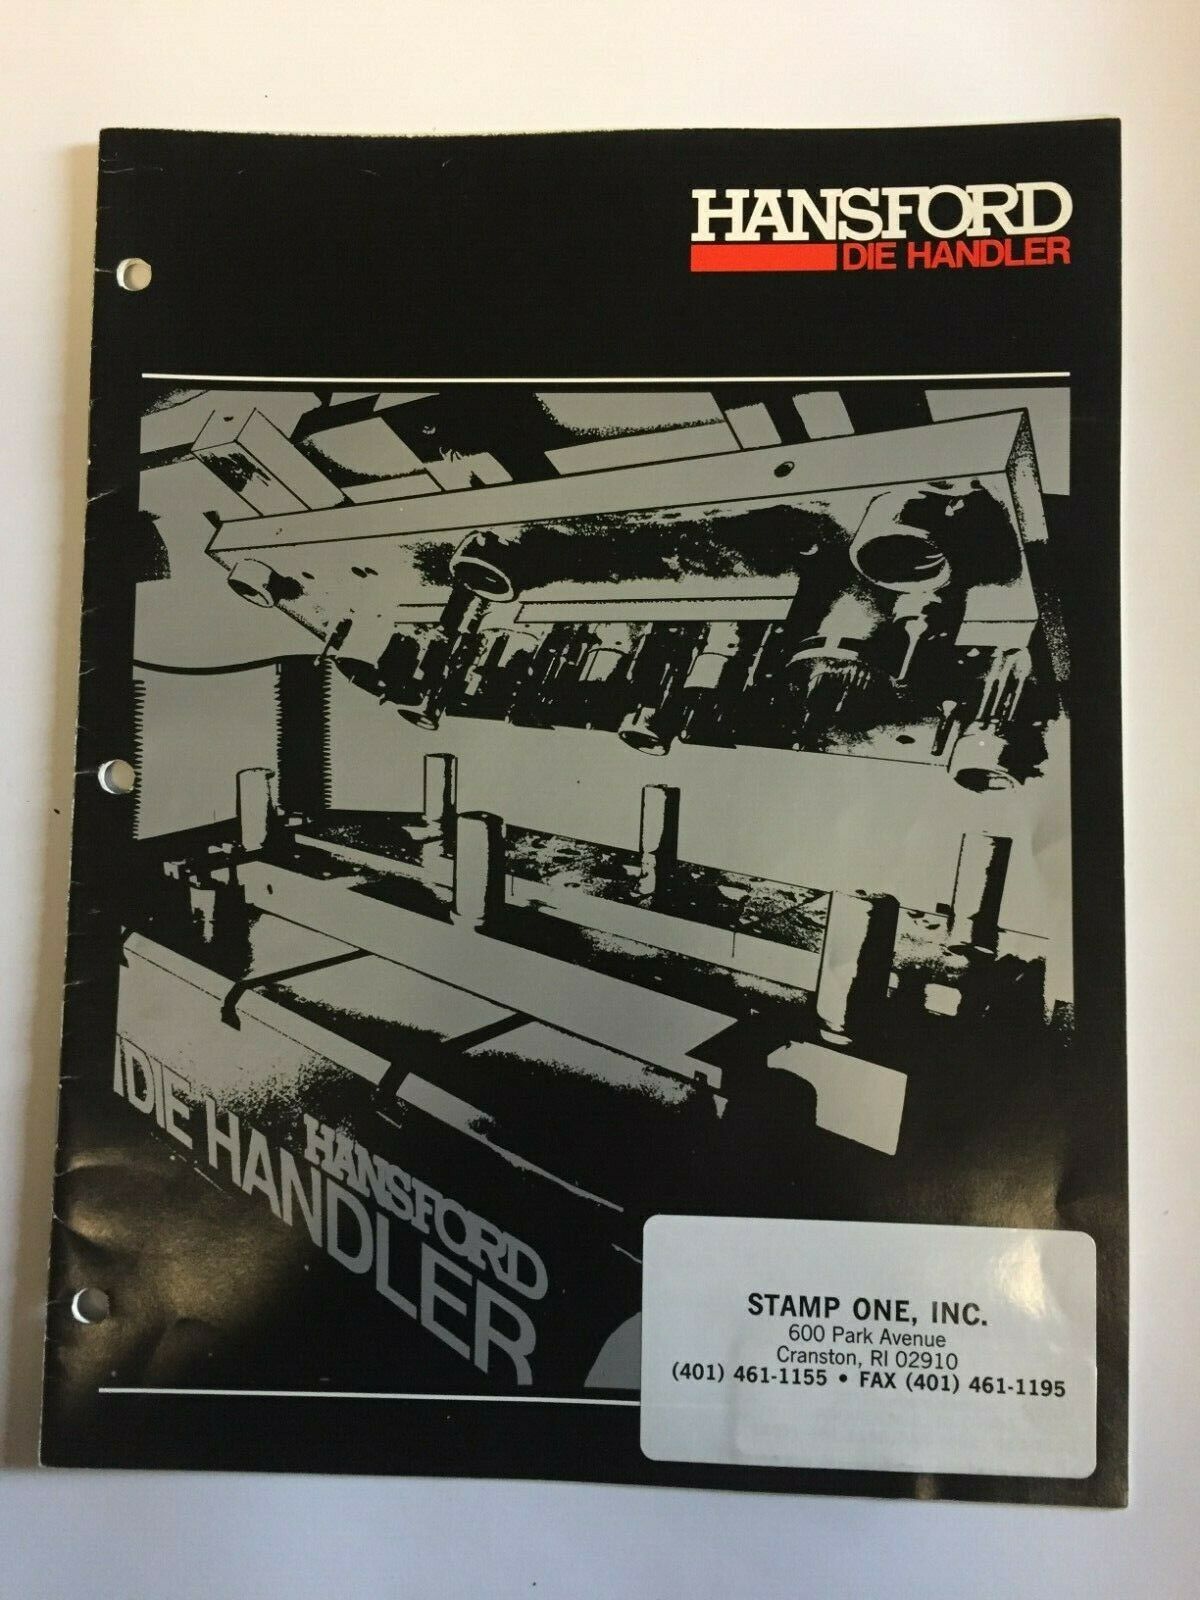 HANSFORD
DIE HANDLER
DIE HANDLER
HANSFORD
STAMP ONE, INC.
600 Park Avenue
Cranston, RI 02910
(401) 461-1155 • FAX (401) 461-1195